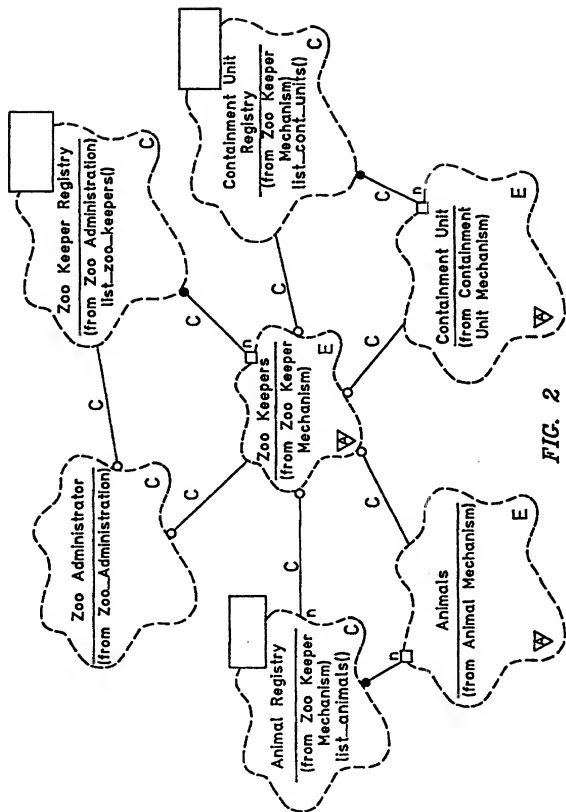 Zoo Administrator
(from Zoo_Administration)
C
C
Zoo Keeper Registry
(from Zoo Administration)
list_zoo_keepers()
C
C
C
n
Animal Registry
(from Zoo Keeper
Mechanism)
list_animals()
C
n
C
Zoo Keepers
(from Zoo Keeper
Mechanism)
E
A
C
Containment Unit
Registry
(from Zoo Keeper
Mechanism)
list_cont_units()
C
C
n
C
n
C
C
Animals
(from Animal Mechanism)
E
A
Containment Unit
(from Containment
Unit Mechanism)
E
A
FIG. 2